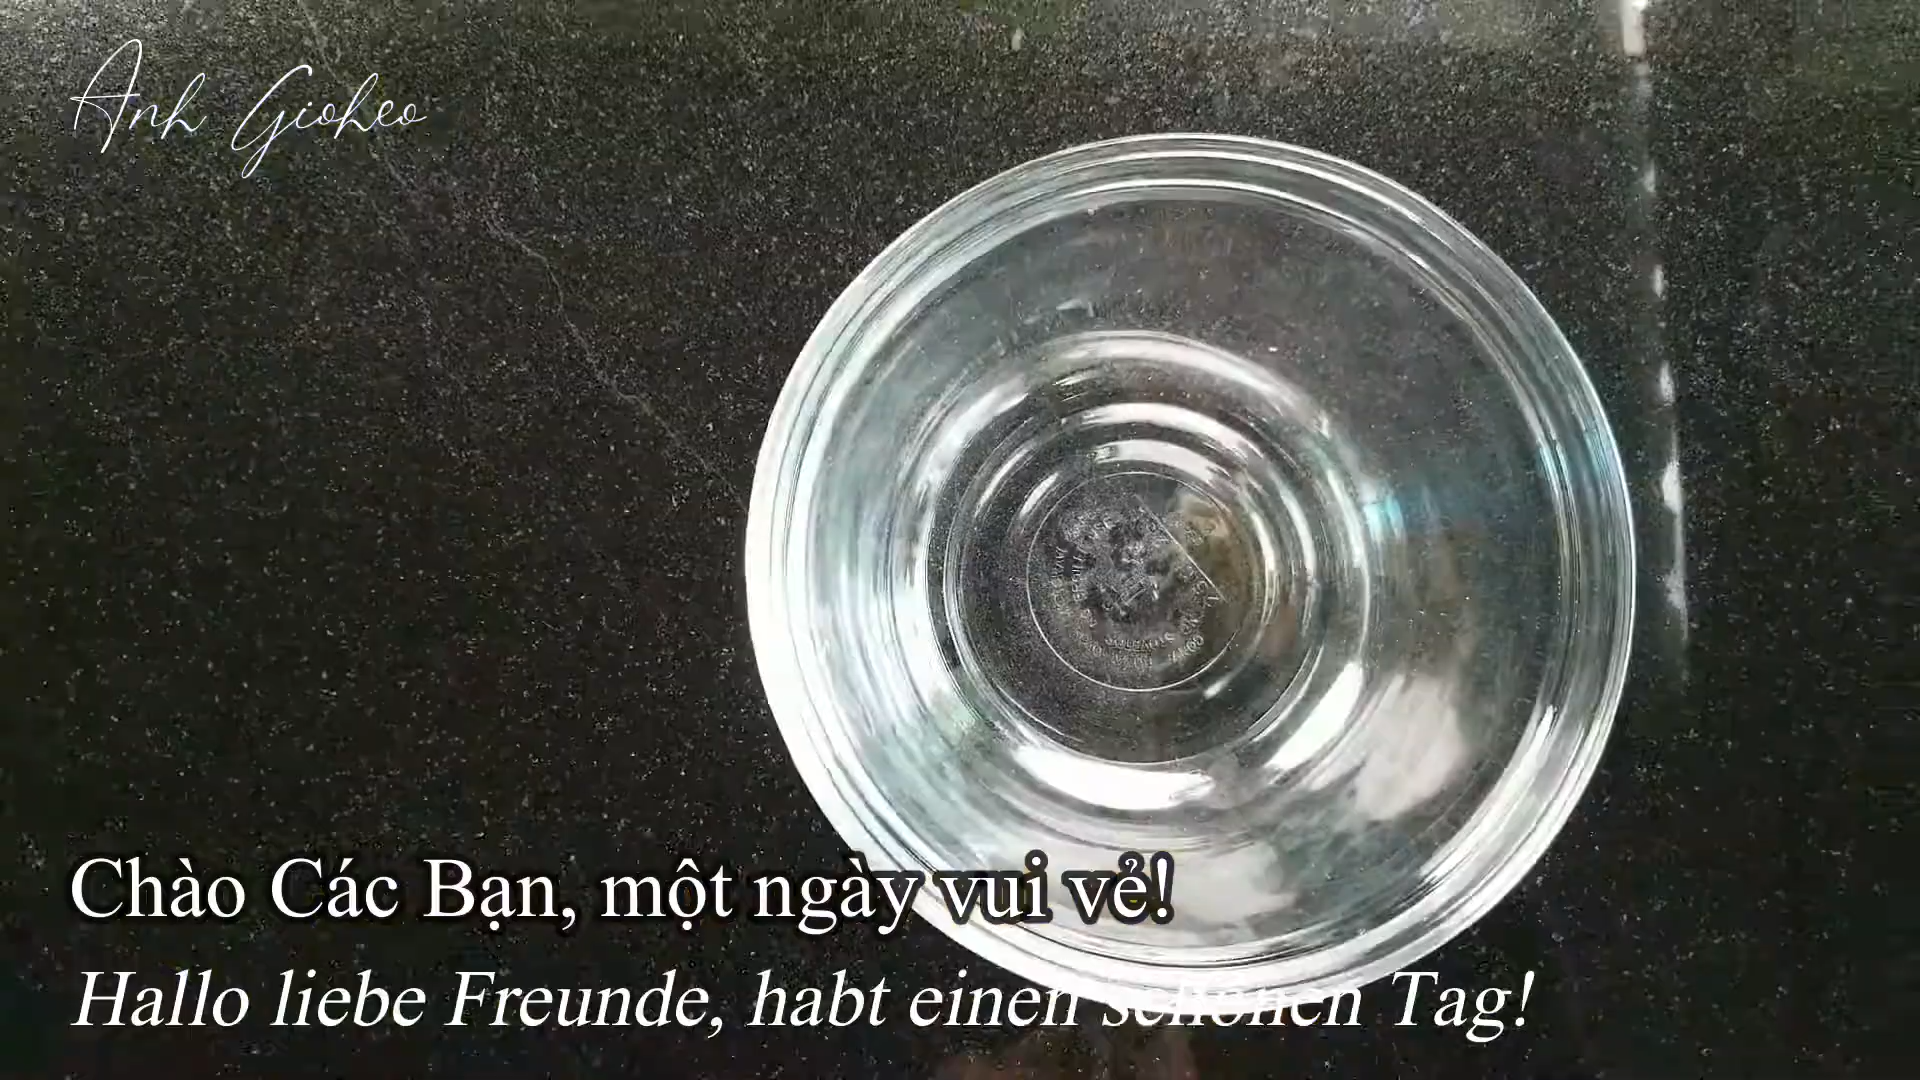 Anh Gioheo
Chào Các Bạn, một ngày vui vẻ!
Hallo liebe Freunde, habt einen schönen Tag!